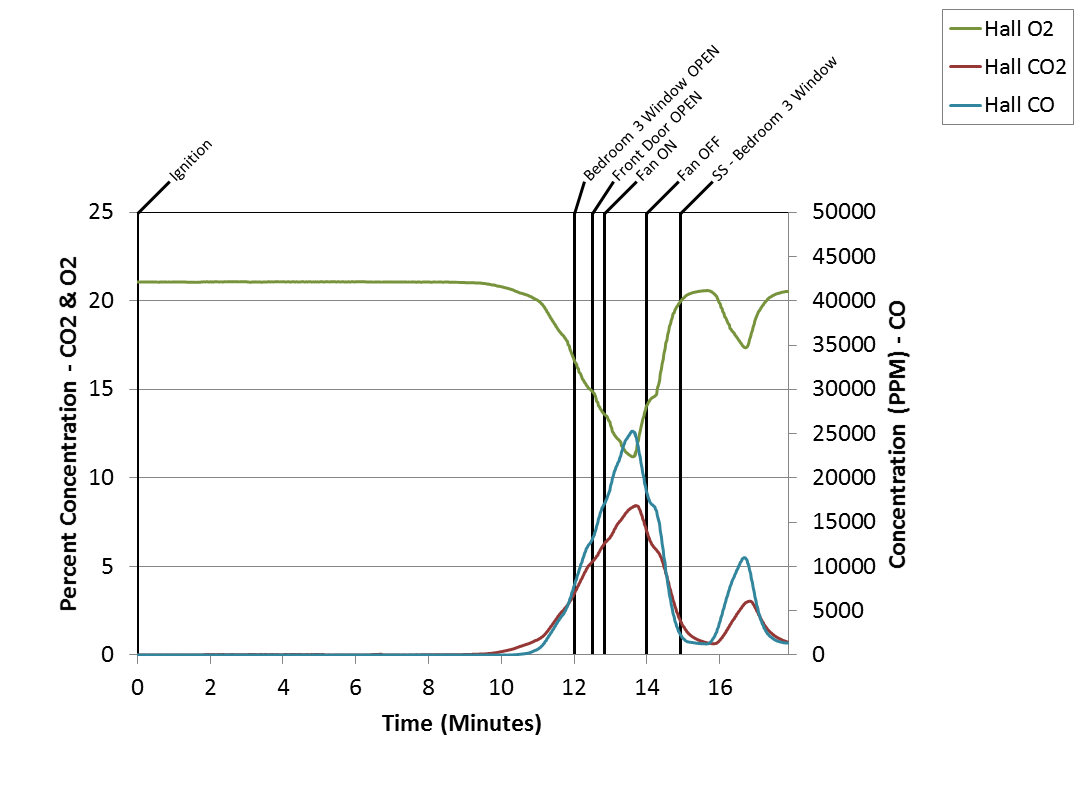 Hall O2
Hall CO2
Hall CO
Ignition
Bedroom 3 Window OPEN
Front Door OPEN
Fan ON
Fan OFF
SS - Bedroom 3 Window
25
20
15
10
5
0
Percent Concentration - CO2 & O2
50000
45000
40000
35000
30000
25000
20000
15000
10000
5000
0
Concentration (PPM) - CO
0 2 4 6 8 10 12 14 16
Time (Minutes)